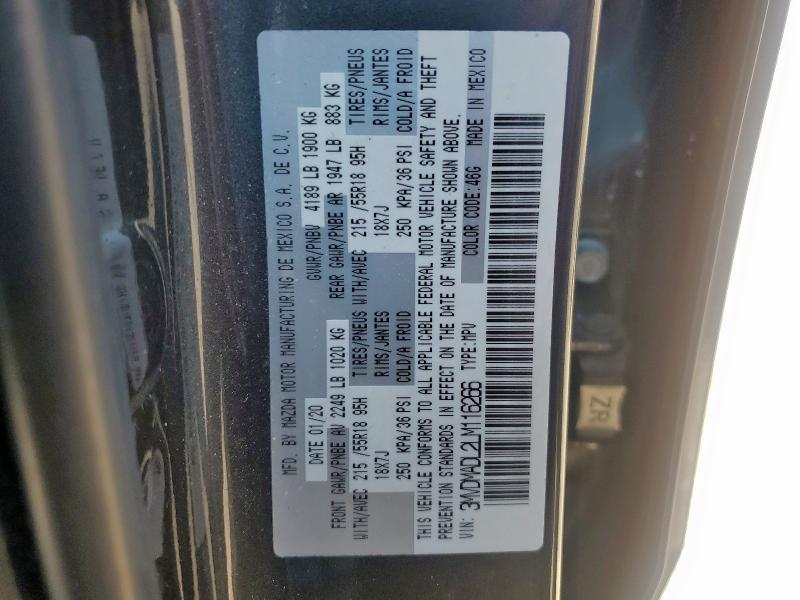 MFD. BY MAZDA MOTOR MANUFACTURING DE MEXICO S.A. DE C.V.
DATE 01/20 GVWR/PNBV 4189 LB 1900 KG
FRONT GAWR/PNBE AV 2249 LB 1020 KG REAR GAWR/PNBE AR 1947 LB 883 KG
TIRES/PNEUS TIRES/PNEUS
WITH/AVEC 215 /55R18 95H WITH/AVEC 215 /55R18 95H
RIMS/JANTES RIMS/JANTES
18X7J 18X7J
COLD/A FROID COLD/A FROID
250 KPA/36 PSI 250 KPA/36 PSI
THIS VEHICLE CONFORMS TO ALL APPLICABLE FEDERAL MOTOR VEHICLE SAFETY AND THEFT
PREVENTION STANDARDS IN EFFECT ON THE DATE OF MANUFACTURE SHOWN ABOVE.
VIN: 3MVDMADL2LM116266 TYPE:MPV COLOR CODE:46G MADE IN MEXICO
ZR